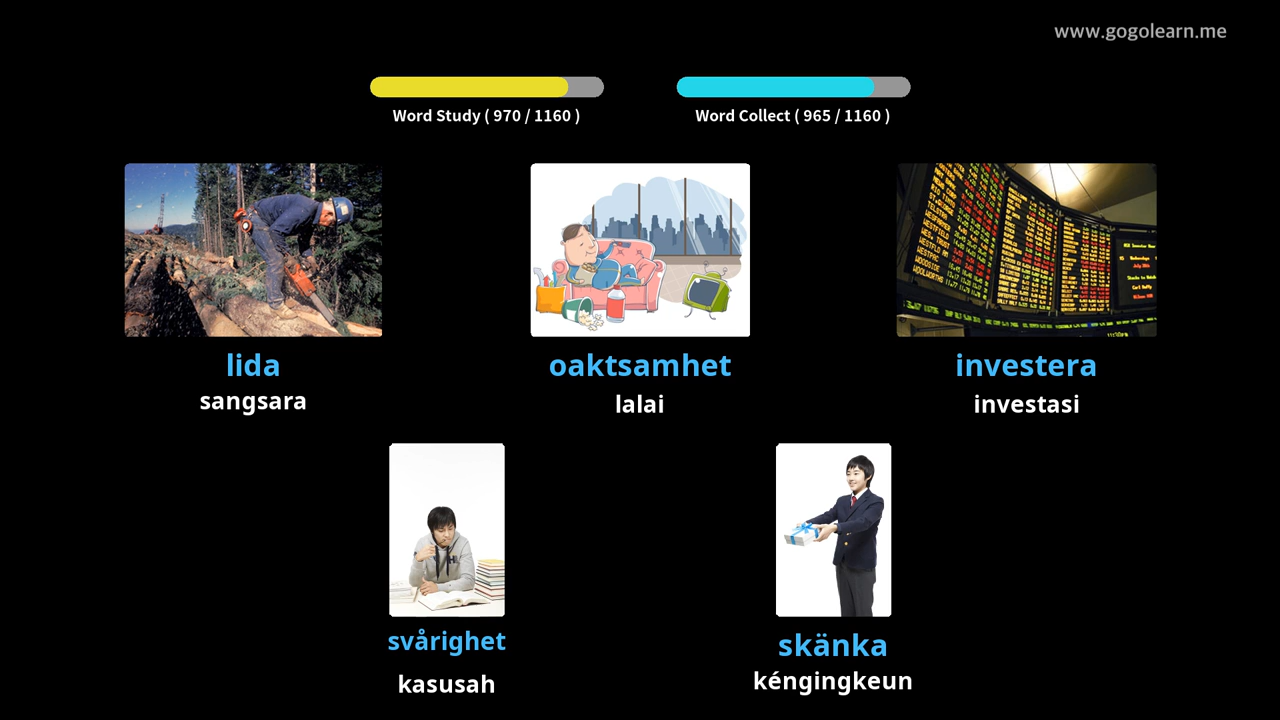 www.gogolearn.me
Word Study ( 970 / 1160 )
Word Collect ( 965 / 1160 )
lida
sangsara
oaktsamhet
lalai
investera
investasi
svårighet
kasusah
skänka
kéngingkeun